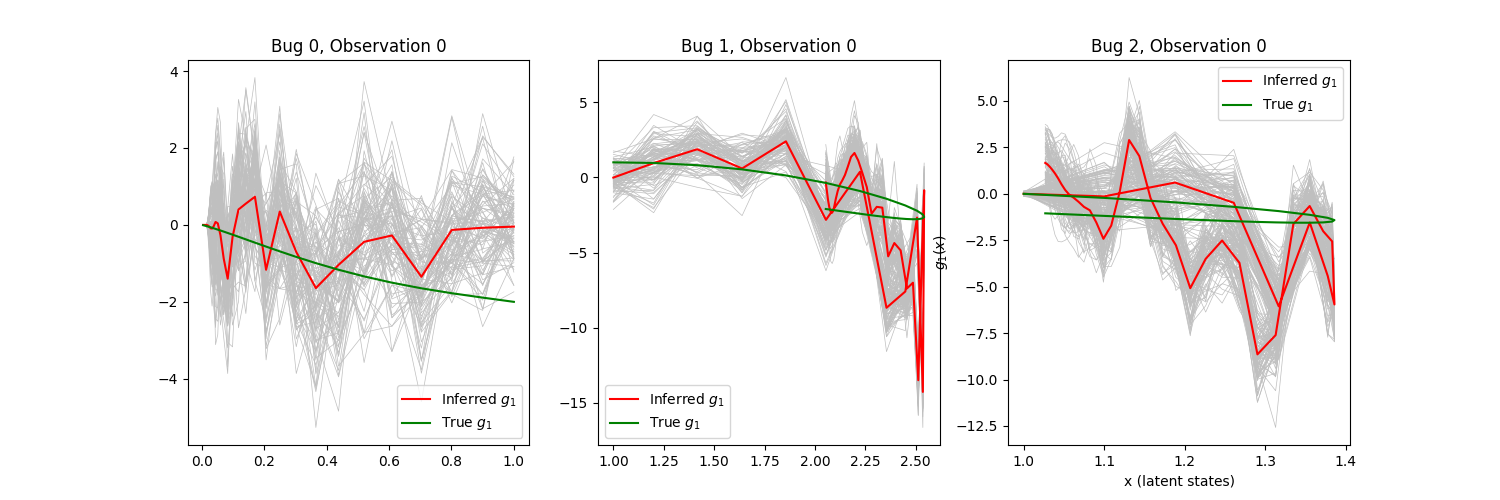 Bug 0, Observation 0
4
2
0
−2
−4
0.0 0.2 0.4 0.6 0.8 1.0
Inferred g₁
True g₁
Bug 1, Observation 0
5
0
−5
−10
−15
1.00 1.25 1.50 1.75 2.00 2.25 2.50
Inferred g₁
True g₁
Bug 2, Observation 0
g₁(x)
5.0
2.5
0.0
−2.5
−5.0
−7.5
−10.0
−12.5
1.0 1.1 1.2 1.3 1.4
x (latent states)
Inferred g₁
True g₁